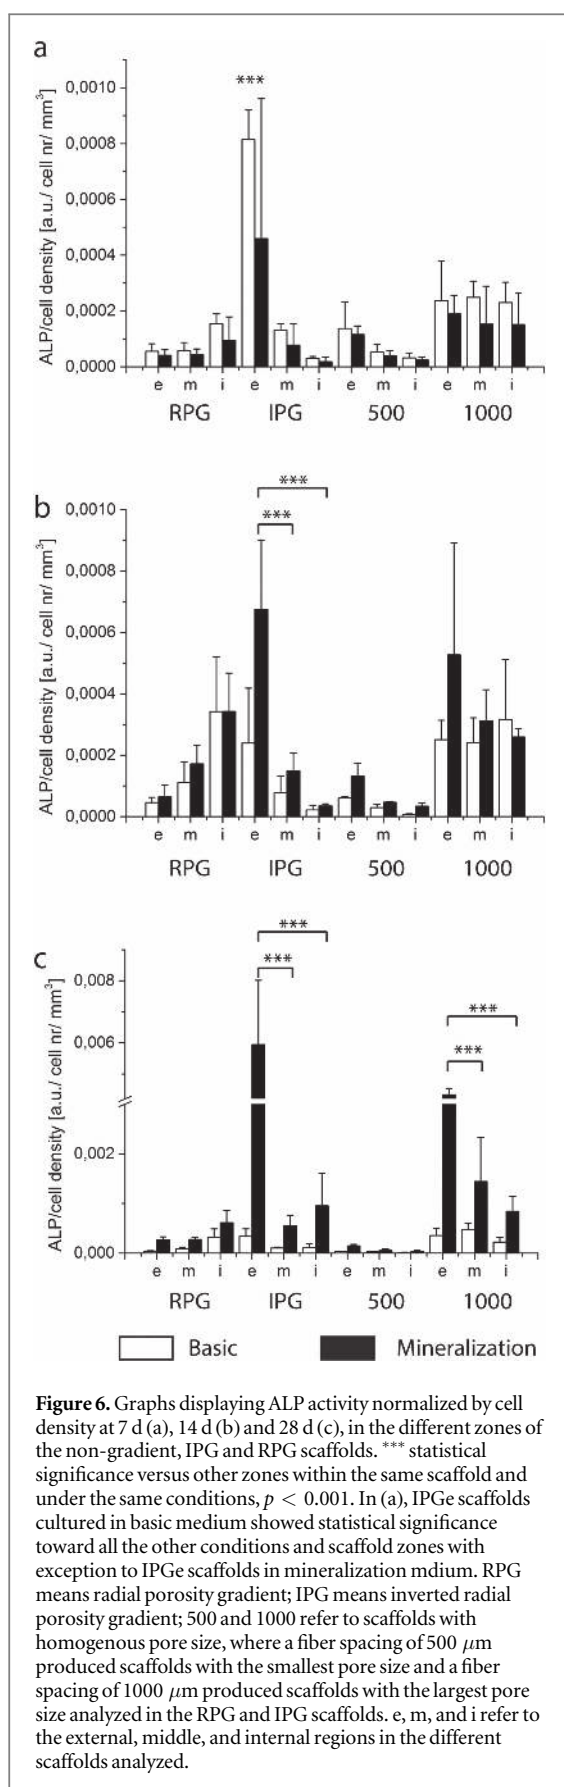 a
ALP/cell density [a.u./ cell nr/ mm³]
0,0010
0,0008
0,0006
0,0004
0,0002
0,0000
***
e m i e m i e m i e m i
RPG IPG 500 1000
b
ALP/cell density [a.u./ cell nr/ mm³]
0,0010
0,0008
0,0006
0,0004
0,0002
0,0000
***
***
e m i e m i e m i e m i
RPG IPG 500 1000
c
ALP/cell density [a.u./ cell nr/ mm³]
0,008
0,006
0,002
0,000
***
***
***
***
e m i e m i e m i e m i
RPG IPG 500 1000
Basic Mineralization
Figure 6. Graphs displaying ALP activity normalized by cell
density at 7 d (a), 14 d (b) and 28 d (c), in the different zones of
the non-gradient, IPG and RPG scaffolds. *** statistical
significance versus other zones within the same scaffold and
under the same conditions, p < 0.001. In (a), IPGe scaffolds
cultured in basic medium showed statistical significance
toward all the other conditions and scaffold zones with
exception to IPGe scaffolds in mineralization mdium. RPG
means radial porosity gradient; IPG means inverted radial
porosity gradient; 500 and 1000 refer to scaffolds with
homogenous pore size, where a fiber spacing of 500 μm
produced scaffolds with the smallest pore size and a fiber
spacing of 1000 μm produced scaffolds with the largest pore
size analyzed in the RPG and IPG scaffolds. e, m, and i refer to
the external, middle, and internal regions in the different
scaffolds analyzed.